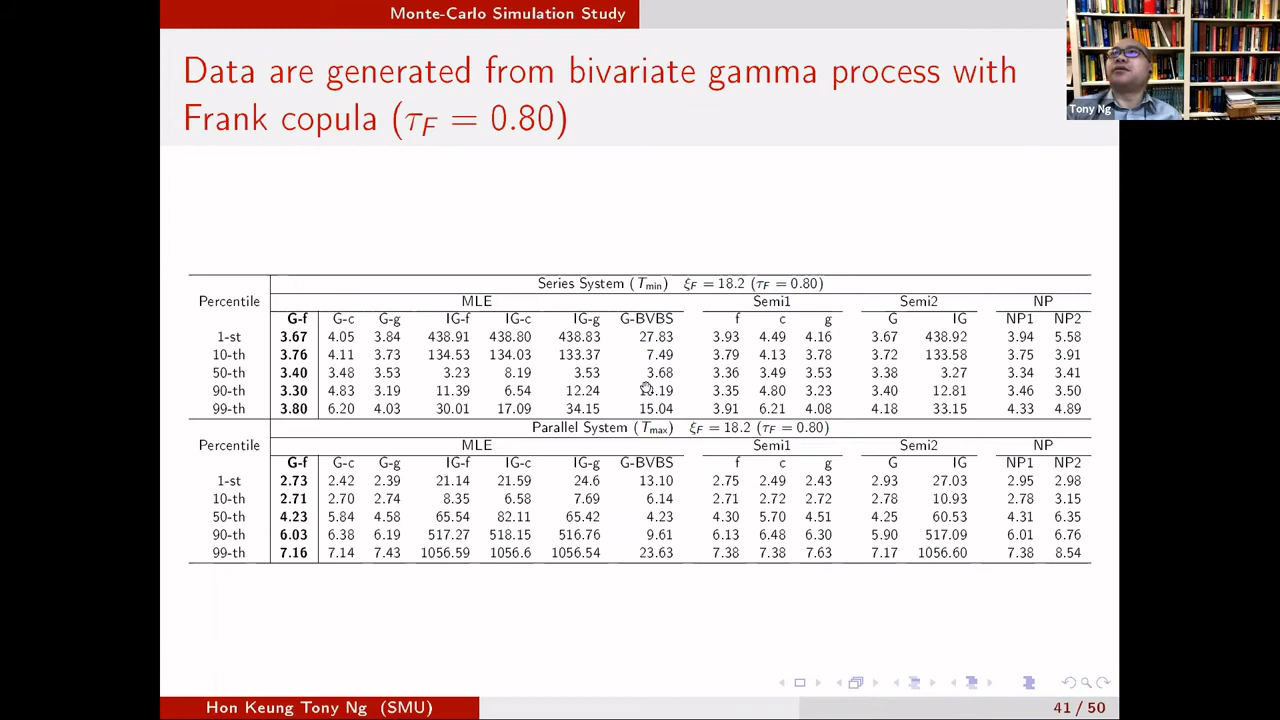 Monte-Carlo Simulation Study
Data are generated from bivariate gamma process with
Frank copula (τF = 0.80)
Tony Ng
Series System (Tmin) ξF = 18.2 (τF = 0.80)
Percentile MLE Semi1 Semi2 NP
G-f G-c G-g IG-f IG-c IG-g G-BVBS f c g G IG NP1 NP2
1-st 3.67 4.05 3.84 438.91 438.80 438.83 27.83 3.93 4.49 4.16 3.67 438.92 3.94 5.58
10-th 3.76 4.11 3.73 134.53 134.03 133.37 7.49 3.79 4.13 3.78 3.72 133.58 3.75 3.91
50-th 3.40 3.48 3.53 3.23 8.19 3.53 3.68 3.36 3.49 3.53 3.38 3.27 3.34 3.41
90-th 3.30 4.83 3.19 11.39 6.54 12.24 3.35 4.80 3.23 3.40 12.81 3.46 3.50
99-th 3.80 6.20 4.03 30.01 17.09 34.15 15.04 3.91 6.21 4.08 4.18 33.15 4.33 4.89
Parallel System (Tmax) ξF = 18.2 (τF = 0.80)
Percentile MLE Semi1 Semi2 NP
G-f G-c G-g IG-f IG-c IG-g G-BVBS f c g G IG NP1 NP2
1-st 2.73 2.42 2.39 21.14 21.59 24.6 13.10 2.75 2.49 2.43 2.93 27.03 2.95 2.98
10-th 2.71 2.70 2.74 8.35 6.58 7.69 6.14 2.71 2.72 2.72 2.78 10.93 2.78 3.15
50-th 4.23 5.84 4.58 65.54 82.11 65.42 4.23 4.30 5.70 4.51 4.25 60.53 4.31 6.35
90-th 6.03 6.38 6.19 517.27 518.15 516.76 9.61 6.13 6.48 6.30 5.90 517.09 6.01 6.76
99-th 7.16 7.14 7.43 1056.59 1056.6 1056.54 23.63 7.38 7.38 7.63 7.17 1056.60 7.38 8.54
Hon Keung Tony Ng (SMU)
41 / 50